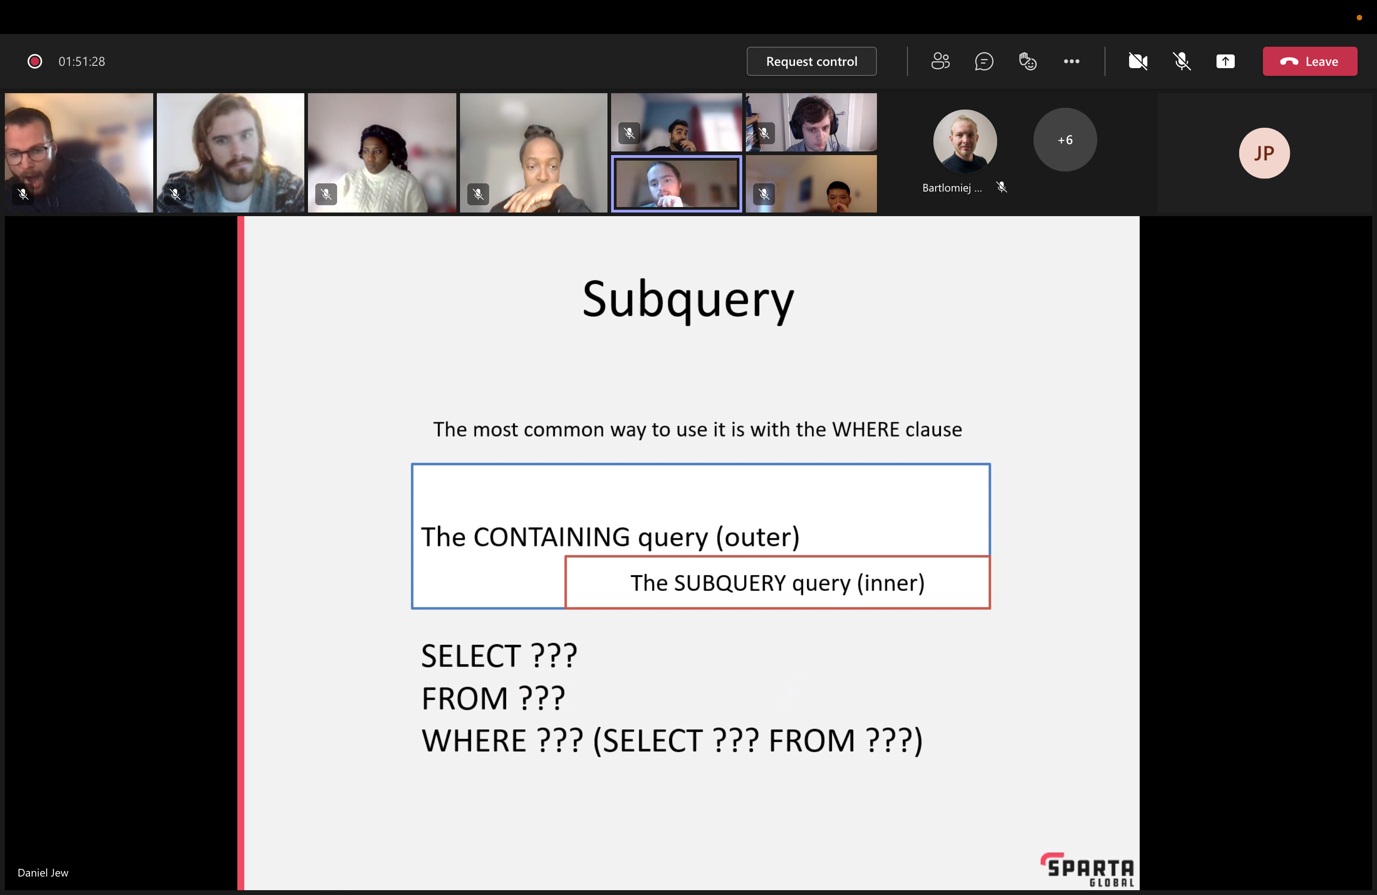 01:51:28
Request control
Leave
Bartlomiej ...
+6
JP
Subquery
The most common way to use it is with the WHERE clause
The CONTAINING query (outer)
The SUBQUERY query (inner)
SELECT ???
FROM ???
WHERE ??? (SELECT ??? FROM ???)
Daniel Jew
SPARTA
GLOBAL